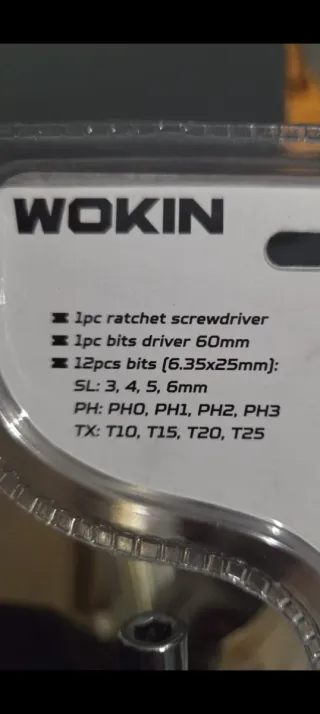 WOKIN
1pc ratchet screwdriver
1pc bits driver 60mm
12pcs bits (6.35x25mm):
SL: 3, 4, 5, 6mm
PH: PH0, PH1, PH2, PH3
TX: T10, T15, T20, T25